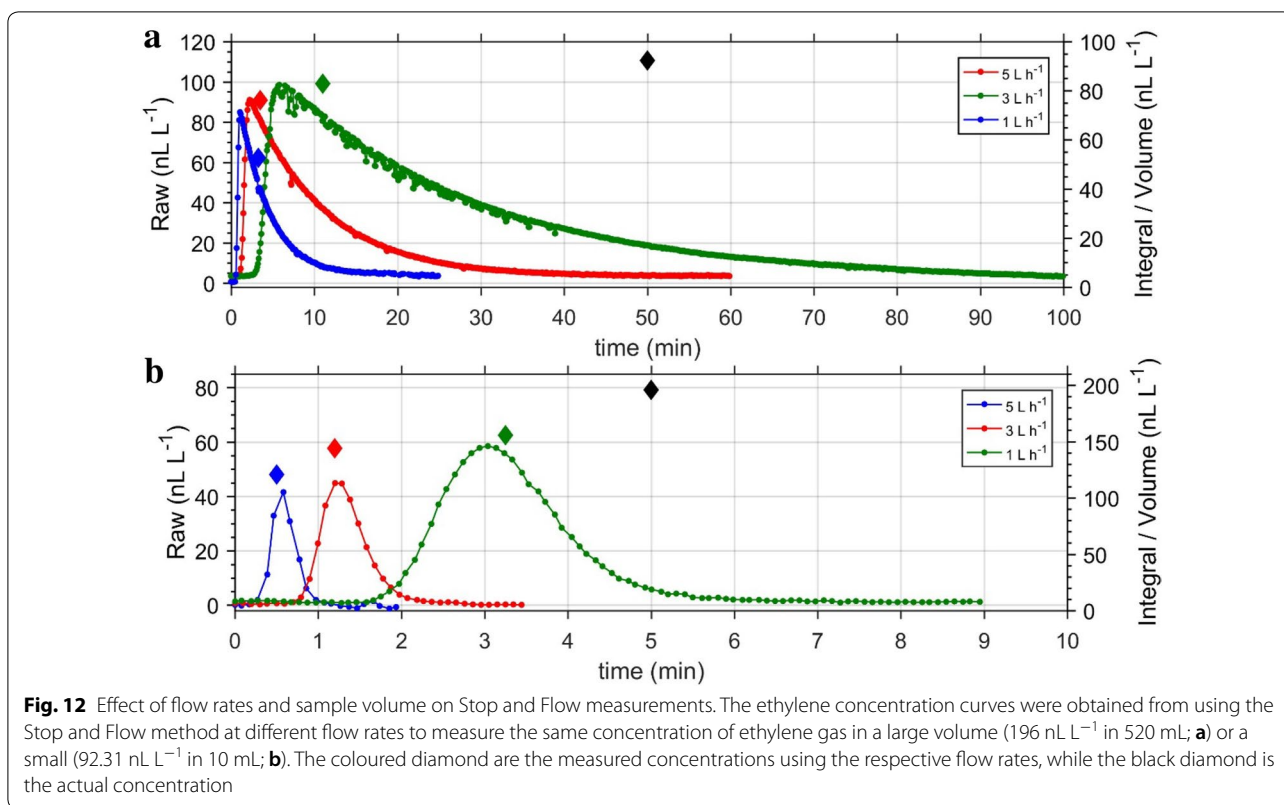 a
120
100
80
60
40
20
0
Raw (nL L⁻¹)
100
80
60
40
20
0
Integral / Volume (nL L⁻¹)
5 L h⁻¹
3 L h⁻¹
1 L h⁻¹
0 10 20 30 40 50 60 70 80 90 100
time (min)
b
80
60
40
20
0
Raw (nL L⁻¹)
200
150
100
50
0
Integral / Volume (nL L⁻¹)
5 L h⁻¹
3 L h⁻¹
1 L h⁻¹
0 1 2 3 4 5 6 7 8 9 10
time (min)
Fig. 12 Effect of flow rates and sample volume on Stop and Flow measurements. The ethylene concentration curves were obtained from using the
Stop and Flow method at different flow rates to measure the same concentration of ethylene gas in a large volume (196 nL L⁻¹ in 520 mL; a) or a
small (92.31 nL L⁻¹ in 10 mL; b). The coloured diamond are the measured concentrations using the respective flow rates, while the black diamond is
the actual concentration